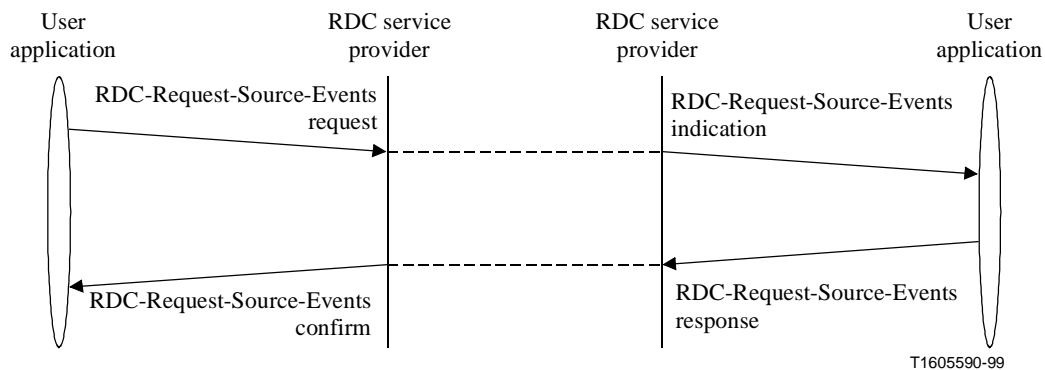 User
application
RDC service
provider
RDC service
provider
User
application
RDC-Request-Source-Events
request
RDC-Request-Source-Events
indication
RDC-Request-Source-Events
confirm
RDC-Request-Source-Events
response
T1605590-99